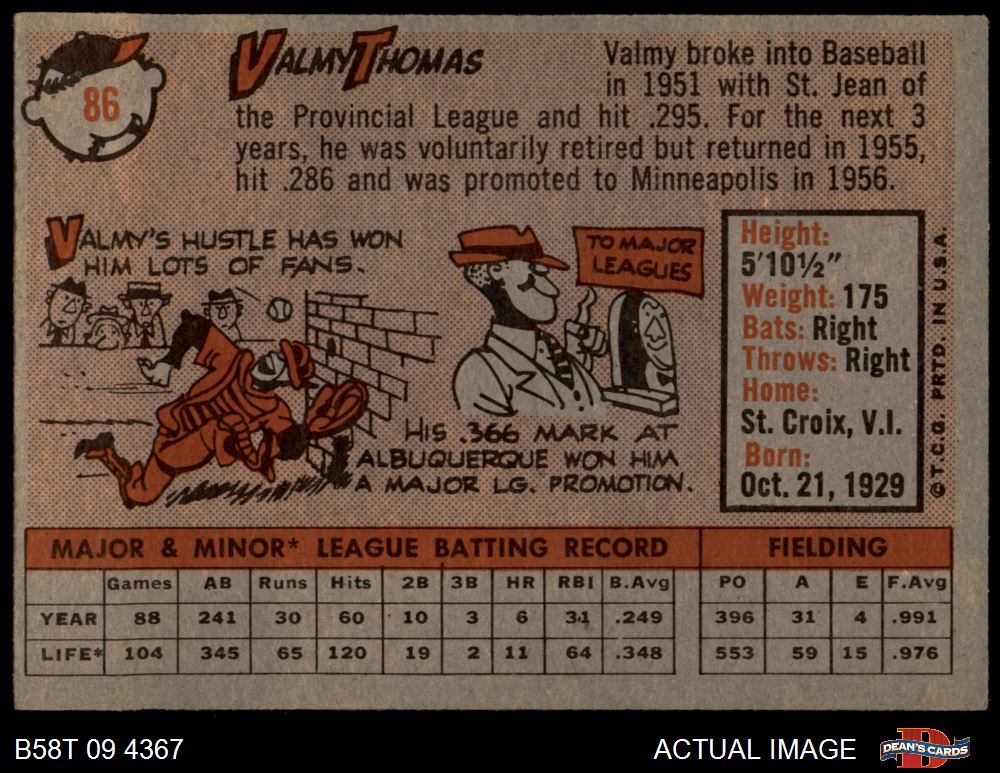 86
VALMY THOMAS
Valmy broke into Baseball
in 1951 with St. Jean of
the Provincial League and hit .295. For the next 3
years, he was voluntarily retired but returned in 1955,
hit .286 and was promoted to Minneapolis in 1956.
VALMY'S HUSTLE HAS WON
HIM LOTS OF FANS.
TO MAJOR
LEAGUES
HIS .366 MARK AT
ALBUQUERQUE WON HIM
A MAJOR LG. PROMOTION.
Height:
5'10½"
Weight: 175
Bats: Right
Throws: Right
Home:
St. Croix, V.I.
Born:
Oct. 21, 1929
© T.C.G. PRTD. IN U.S.A.
MAJOR & MINOR* LEAGUE BATTING RECORD FIELDING
Games AB Runs Hits 2B 3B HR RBI B.Avg PO A E F.Avg
YEAR 88 241 30 60 10 3 6 31 .249 396 31 4 .991
LIFE* 104 345 65 120 19 2 11 64 .348 553 59 15 .976
B58T 09 4367 ACTUAL IMAGE DEAN'S CARDS